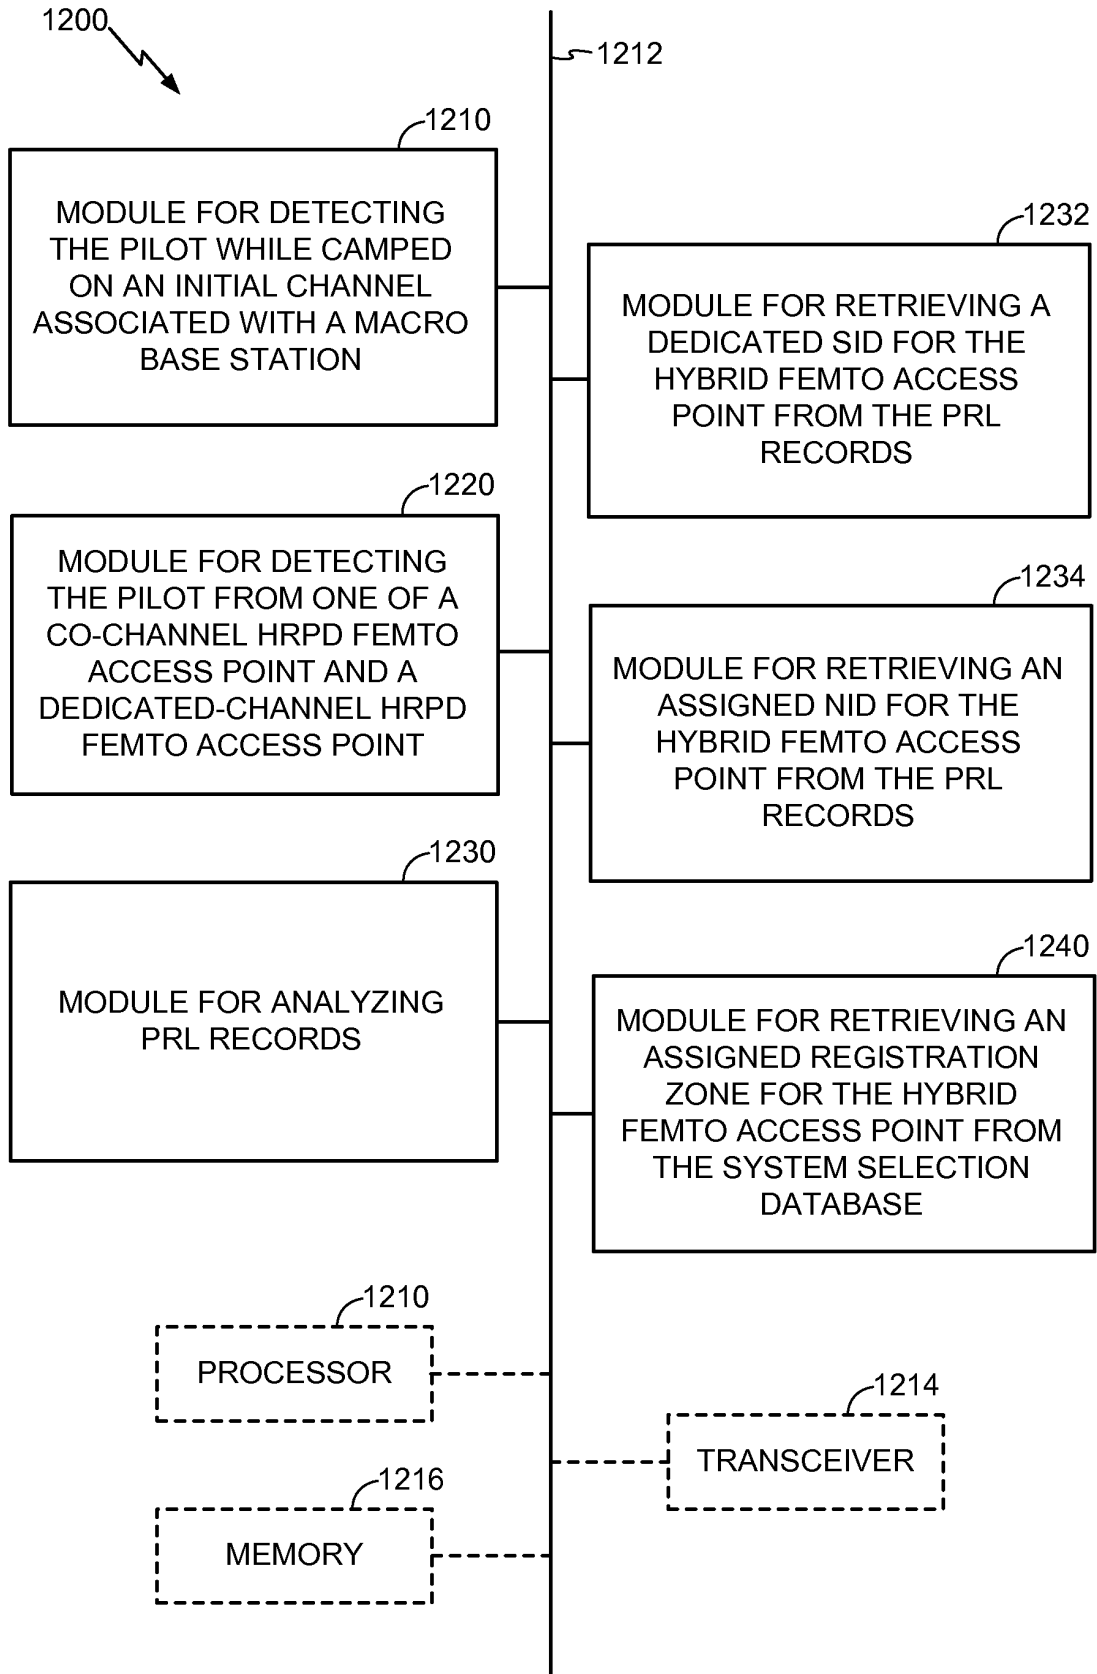 1200
1212
1210
MODULE FOR DETECTING
THE PILOT WHILE CAMPED
ON AN INITIAL CHANNEL
ASSOCIATED WITH A MACRO
BASE STATION
1232
MODULE FOR RETRIEVING A
DEDICATED SID FOR THE
HYBRID FEMTO ACCESS
POINT FROM THE PRL
RECORDS
1220
MODULE FOR DETECTING
THE PILOT FROM ONE OF A
CO-CHANNEL HRPD FEMTO
ACCESS POINT AND A
DEDICATED-CHANNEL HRPD
FEMTO ACCESS POINT
1234
MODULE FOR RETRIEVING AN
ASSIGNED NID FOR THE
HYBRID FEMTO ACCESS
POINT FROM THE PRL
RECORDS
1230
MODULE FOR ANALYZING
PRL RECORDS
1240
MODULE FOR RETRIEVING AN
ASSIGNED REGISTRATION
ZONE FOR THE HYBRID
FEMTO ACCESS POINT FROM
THE SYSTEM SELECTION
DATABASE
1210
PROCESSOR
1214
TRANSCEIVER
1216
MEMORY